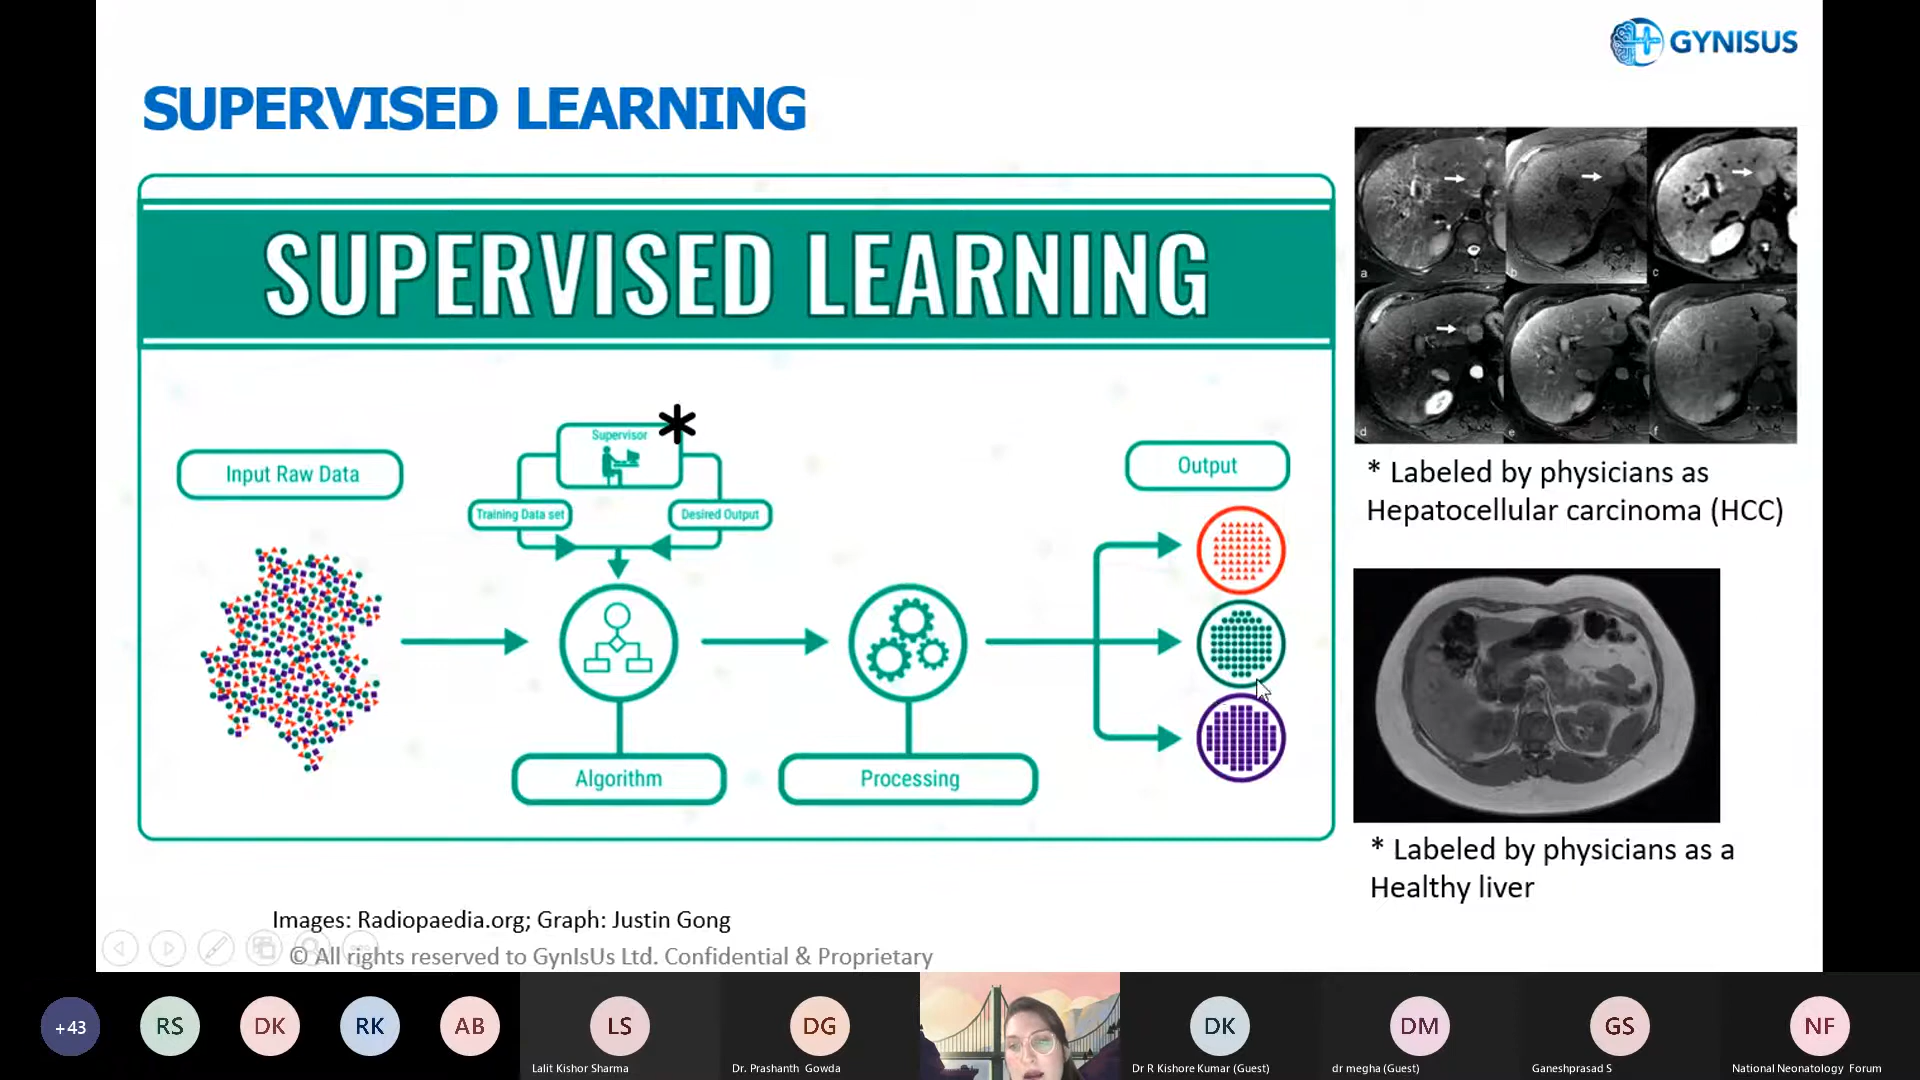 GYNISUS
SUPERVISED LEARNING
SUPERVISED LEARNING
Supervisor
Input Raw Data
Training Data set
Desired Output
Output
Algorithm
Processing
a
b
c
d
e
f
* Labeled by physicians as
Hepatocellular carcinoma (HCC)
* Labeled by physicians as a
Healthy liver
Images: Radiopaedia.org; Graph: Justin Gong
© All rights reserved to GynIsUs Ltd. Confidential & Proprietary
+43
RS
DK
RK
AB
LS
Lalit Kishor Sharma
DG
Dr. Prashanth Gowda
DK
Dr R Kishore Kumar (Guest)
DM
dr megha (Guest)
GS
Ganeshprasad S
NF
National Neonatology Forum